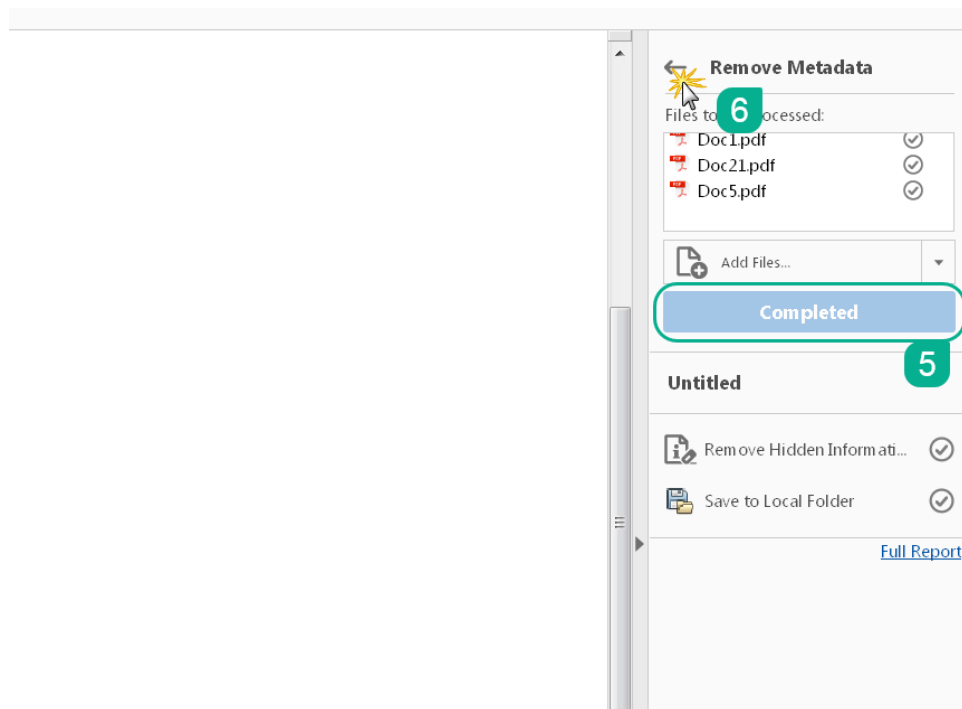 Remove Metadata
6
Files to ocessed:
Doc1.pdf
Doc21.pdf
Doc5.pdf
Add Files...
Completed
5
Untitled
Remove Hidden Informati...
Save to Local Folder
Full Report